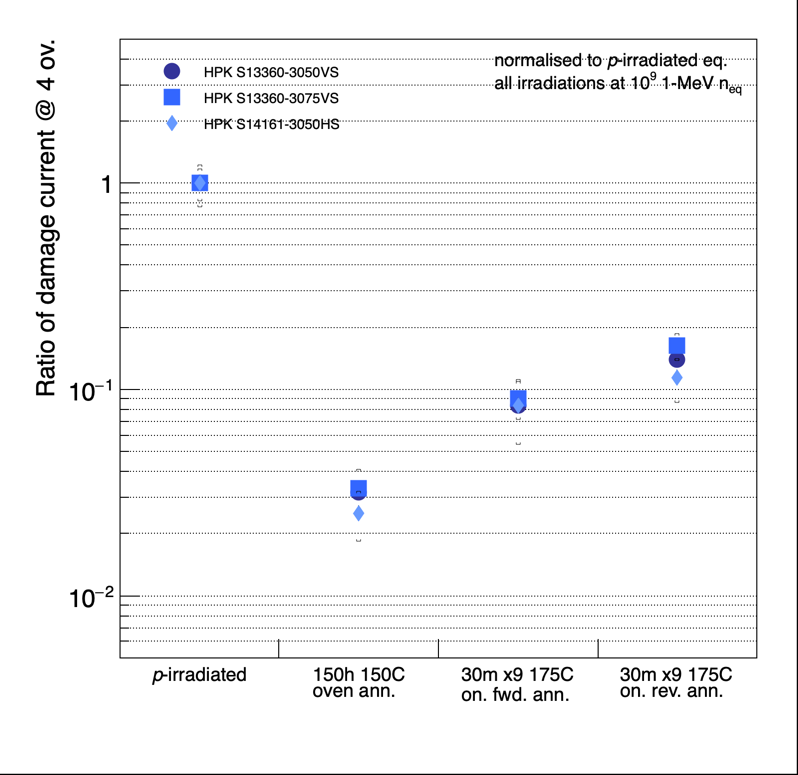 Ratio of damage current @ 4 ov.
HPK S13360-3050VS
HPK S13360-3075VS
HPK S14161-3050HS
normalised to p-irradiated eq.
all irradiations at 10⁹ 1-MeV nₑq
1
10⁻¹
10⁻²
p-irradiated
150h 150C
oven ann.
30m x9 175C
on. fwd. ann.
30m x9 175C
on. rev. ann.